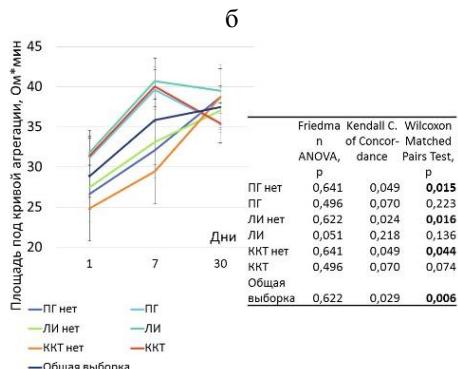 б
Площадь под кривой агрегации, Ом*мин
45
40
35
30
25
20
Дни
1 7 30
ПГ нет ПГ
ЛИ нет ЛИ
ККТ нет ККТ
Общая выборка
Friedma Kendall C. Wilcoxon
n of Concor- Matched
ANOVA, dance Pairs Test,
p p
ПГ нет 0,641 0,049 0,015
ПГ 0,496 0,070 0,223
ЛИ нет 0,622 0,024 0,016
ЛИ 0,051 0,218 0,136
ККТ нет 0,641 0,049 0,044
ККТ 0,496 0,070 0,074
Общая
выборка 0,622 0,029 0,006